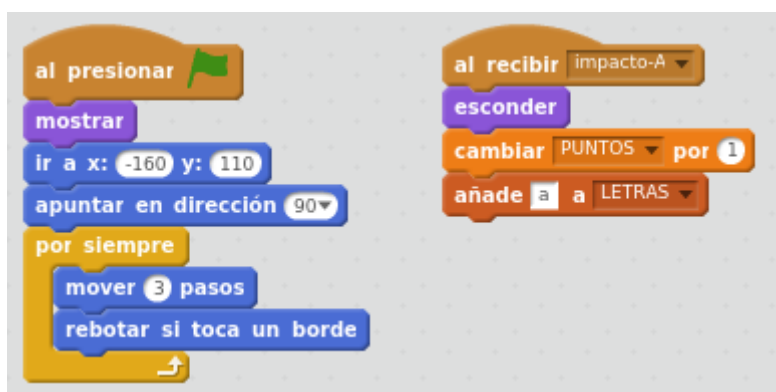 al presionar
mostrar
ir a x: -160 y: 110
apuntar en dirección 90
por siempre
mover 3 pasos
rebotar si toca un borde
al recibir impacto-A
esconder
cambiar PUNTOS por 1
añade a a LETRAS